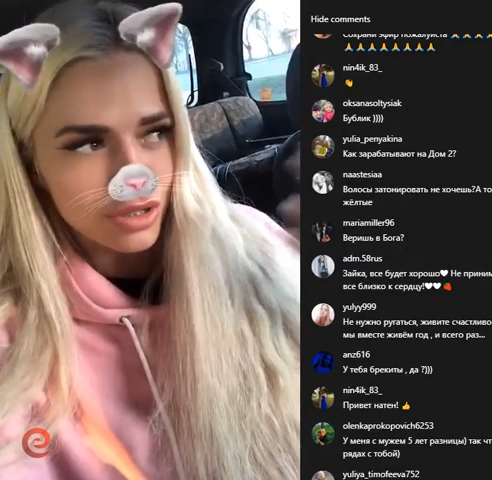 Hide comments
Сохрани эфир пожалуйста 🙏🙏🙏
🙏🙏🙏🙏🙏🙏🙏🙏
nin4ik_83_
👏
oksanasoltysiak
Бублик ))))
yulia_penyakina
Как зарабатывают на Дом 2?
naastesiaa
Волосы затонировать не хочешь?А то
жёлтые
mariamiller96
Веришь в Бога?
adm.58rus
Зайка, все будет хорошо🤍 Не
все близко к сердцу!🤍🤍🍓
yulyy999
Не нужно ругаться, живите счастливо
мы вместе живём год , и всего раз...
anz616
У тебя брекиты , да ?)))
nin4ik_83_
Привет натен! 👍
olenkaprokopovich6253
У меня с мужем 5 лет разницы) так
рядах с тобой)
yuliya_timofeeva752